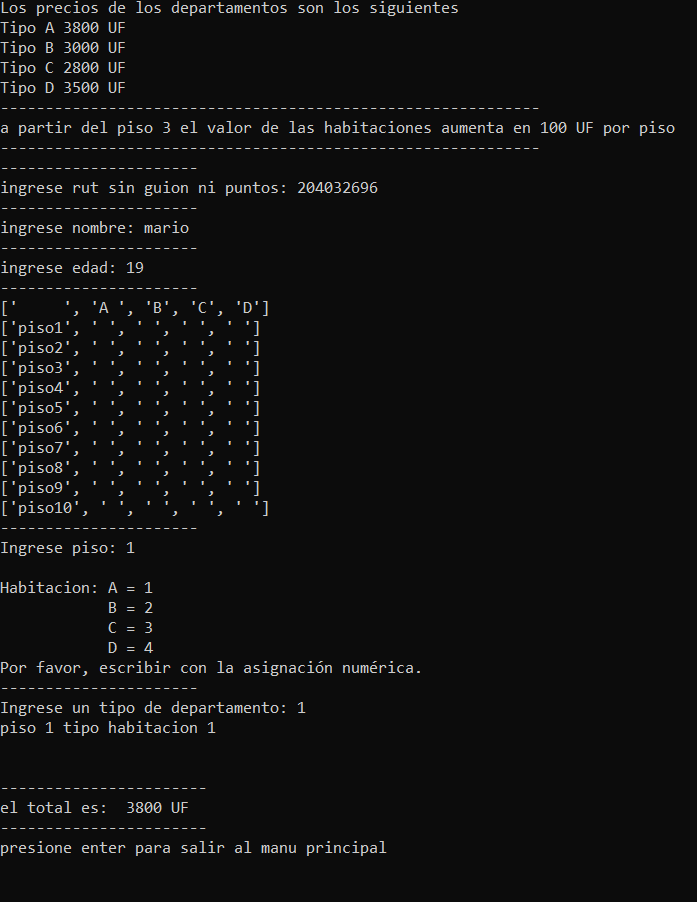 Los precios de los departamentos son los siguientes
Tipo A 3800 UF
Tipo B 3000 UF
Tipo C 2800 UF
Tipo D 3500 UF
------------------------------------------------------------
a partir del piso 3 el valor de las habitaciones aumenta en 100 UF por piso
------------------------------------------------------------
----------------------
ingrese rut sin guion ni puntos: 204032696
----------------------
ingrese nombre: mario
----------------------
ingrese edad: 19
----------------------
['     ', 'A ', 'B', 'C', 'D']
['piso1', ' ', ' ', ' ', ' ']
['piso2', ' ', ' ', ' ', ' ']
['piso3', ' ', ' ', ' ', ' ']
['piso4', ' ', ' ', ' ', ' ']
['piso5', ' ', ' ', ' ', ' ']
['piso6', ' ', ' ', ' ', ' ']
['piso7', ' ', ' ', ' ', ' ']
['piso8', ' ', ' ', ' ', ' ']
['piso9', ' ', ' ', ' ', ' ']
['piso10', ' ', ' ', ' ', ' ']
----------------------
Ingrese piso: 1
Habitacion: A = 1
            B = 2
            C = 3
            D = 4
Por favor, escribir con la asignación numérica.
----------------------
Ingrese un tipo de departamento: 1
piso 1 tipo habitacion 1
-----------------------
el total es:  3800 UF
-----------------------
presione enter para salir al manu principal